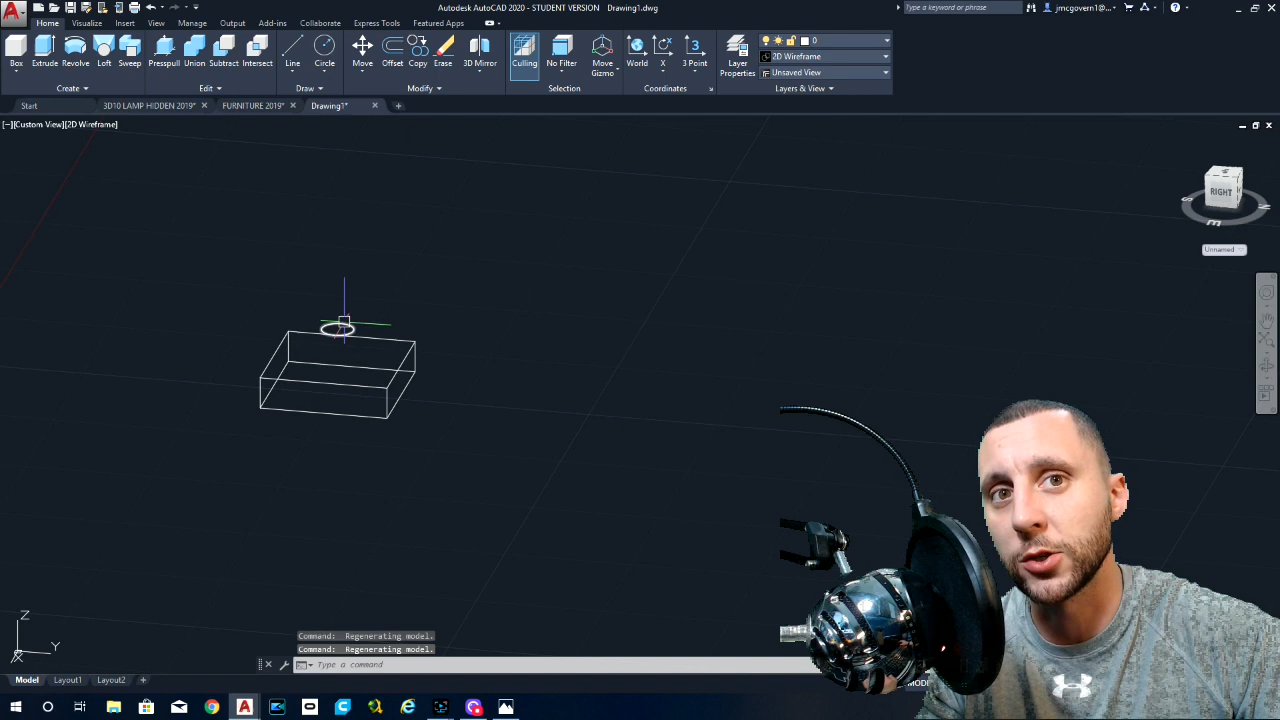 Autodesk AutoCAD 2020 - STUDENT VERSION Drawing1.dwg
Type a keyword or phrase
jmcgovern1@...
Home Visualize Insert Manage Output Add-ins Collaborate Express Tools Featured Apps
Box Extrude Revolve Loft Sweep
Presspull Union Subtract Intersect
Line Circle
Move Offset Copy Erase 3D Mirror
Culling No Filter Move Gizmo
World X 3 Point
Layer Properties
0
2D Wireframe
Unsaved View
Create Edit Draw Modify Selection Coordinates Layers & View
Start 3D10 LAMP HIDDEN 2019* FURNITURE 2019* Drawing1*
[−][Custom View][2D Wireframe]
RIGHT
S
N
E
Unnamed
Z
Y
X
Command: Regenerating model.
Command: Regenerating model.
Type a command
Model Layout1 Layout2